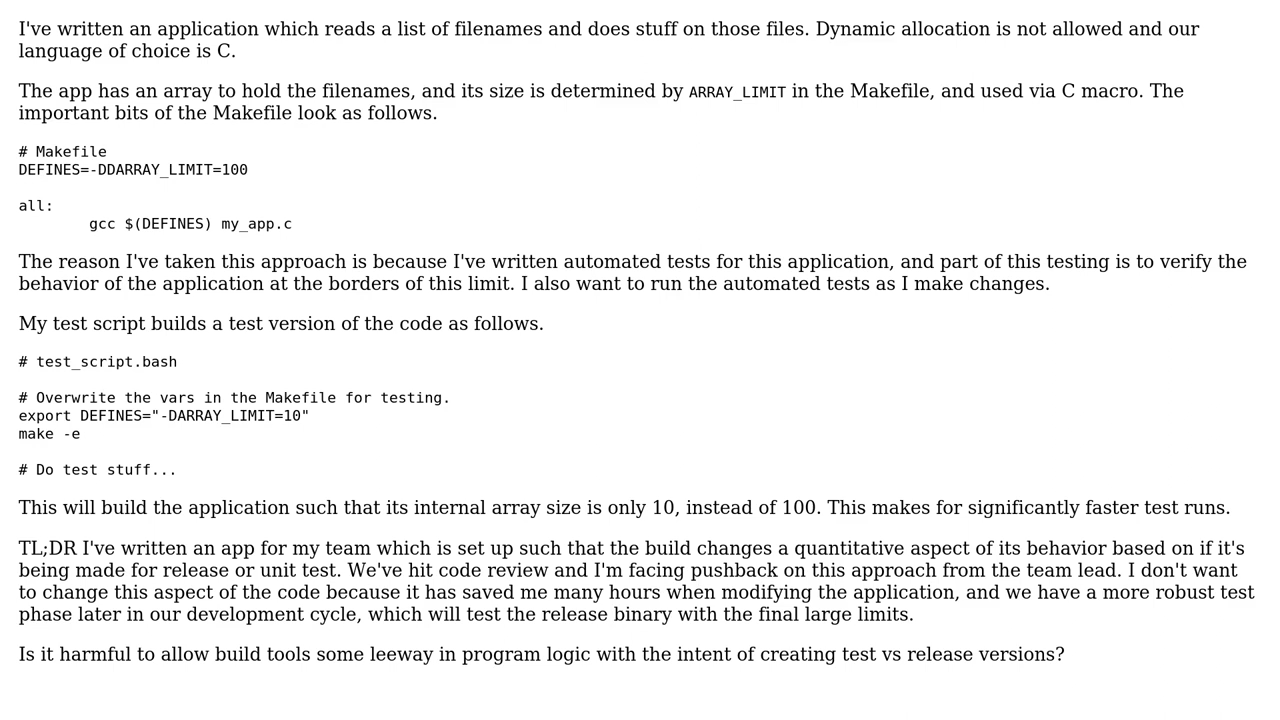 I've written an application which reads a list of filenames and does stuff on those files. Dynamic allocation is not allowed and our
language of choice is C.
The app has an array to hold the filenames, and its size is determined by ARRAY_LIMIT in the Makefile, and used via C macro. The
important bits of the Makefile look as follows.
# Makefile
DEFINES=-DDARRAY_LIMIT=100
all:
gcc $(DEFINES) my_app.c
The reason I've taken this approach is because I've written automated tests for this application, and part of this testing is to verify the
behavior of the application at the borders of this limit. I also want to run the automated tests as I make changes.
My test script builds a test version of the code as follows.
# test_script.bash
# Overwrite the vars in the Makefile for testing.
export DEFINES="-DARRAY_LIMIT=10"
make -e
# Do test stuff...
This will build the application such that its internal array size is only 10, instead of 100. This makes for significantly faster test runs.
TL;DR I've written an app for my team which is set up such that the build changes a quantitative aspect of its behavior based on if it's
being made for release or unit test. We've hit code review and I'm facing pushback on this approach from the team lead. I don't want
to change this aspect of the code because it has saved me many hours when modifying the application, and we have a more robust test
phase later in our development cycle, which will test the release binary with the final large limits.
Is it harmful to allow build tools some leeway in program logic with the intent of creating test vs release versions?